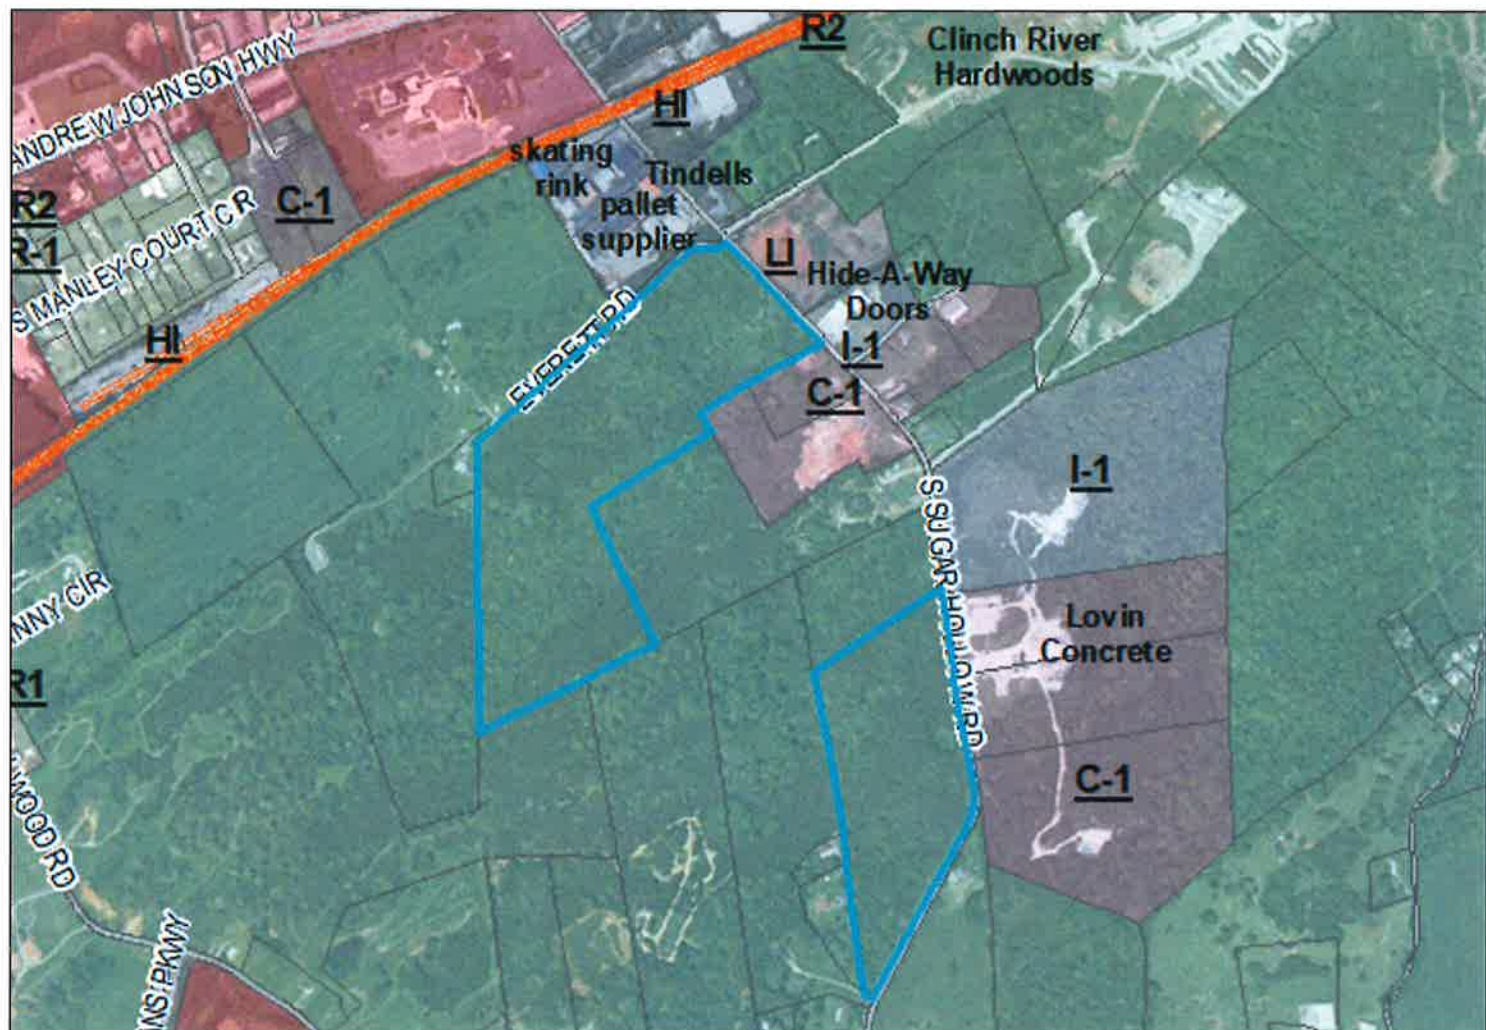 R2
Clinch River
Hardwoods
ANDREW JOHNSON HWY
HI
skating
rink
Tindells
pallet
supplier
R2
C-1
R-1
S MANLEY COURT CIR
LI
Hide-A-Way
Doors
HI
EVERETT RD
I-1
C-1
I-1
S SUGAR HOLLOW RD
NNY CIR
Lovin
Concrete
R1
C-1
WOOD RD
NS PKWY